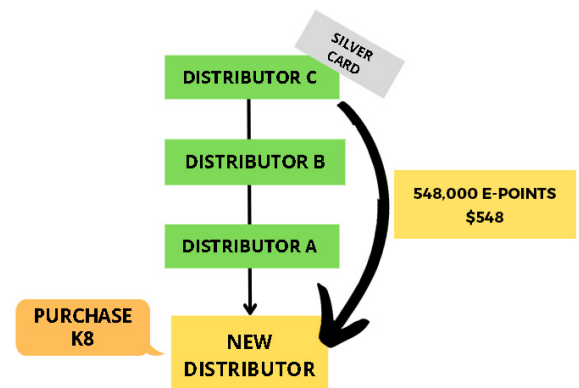 SILVER
CARD
DISTRIBUTOR C
DISTRIBUTOR B
548,000 E-POINTS
$548
DISTRIBUTOR A
PURCHASE
K8
NEW
DISTRIBUTOR